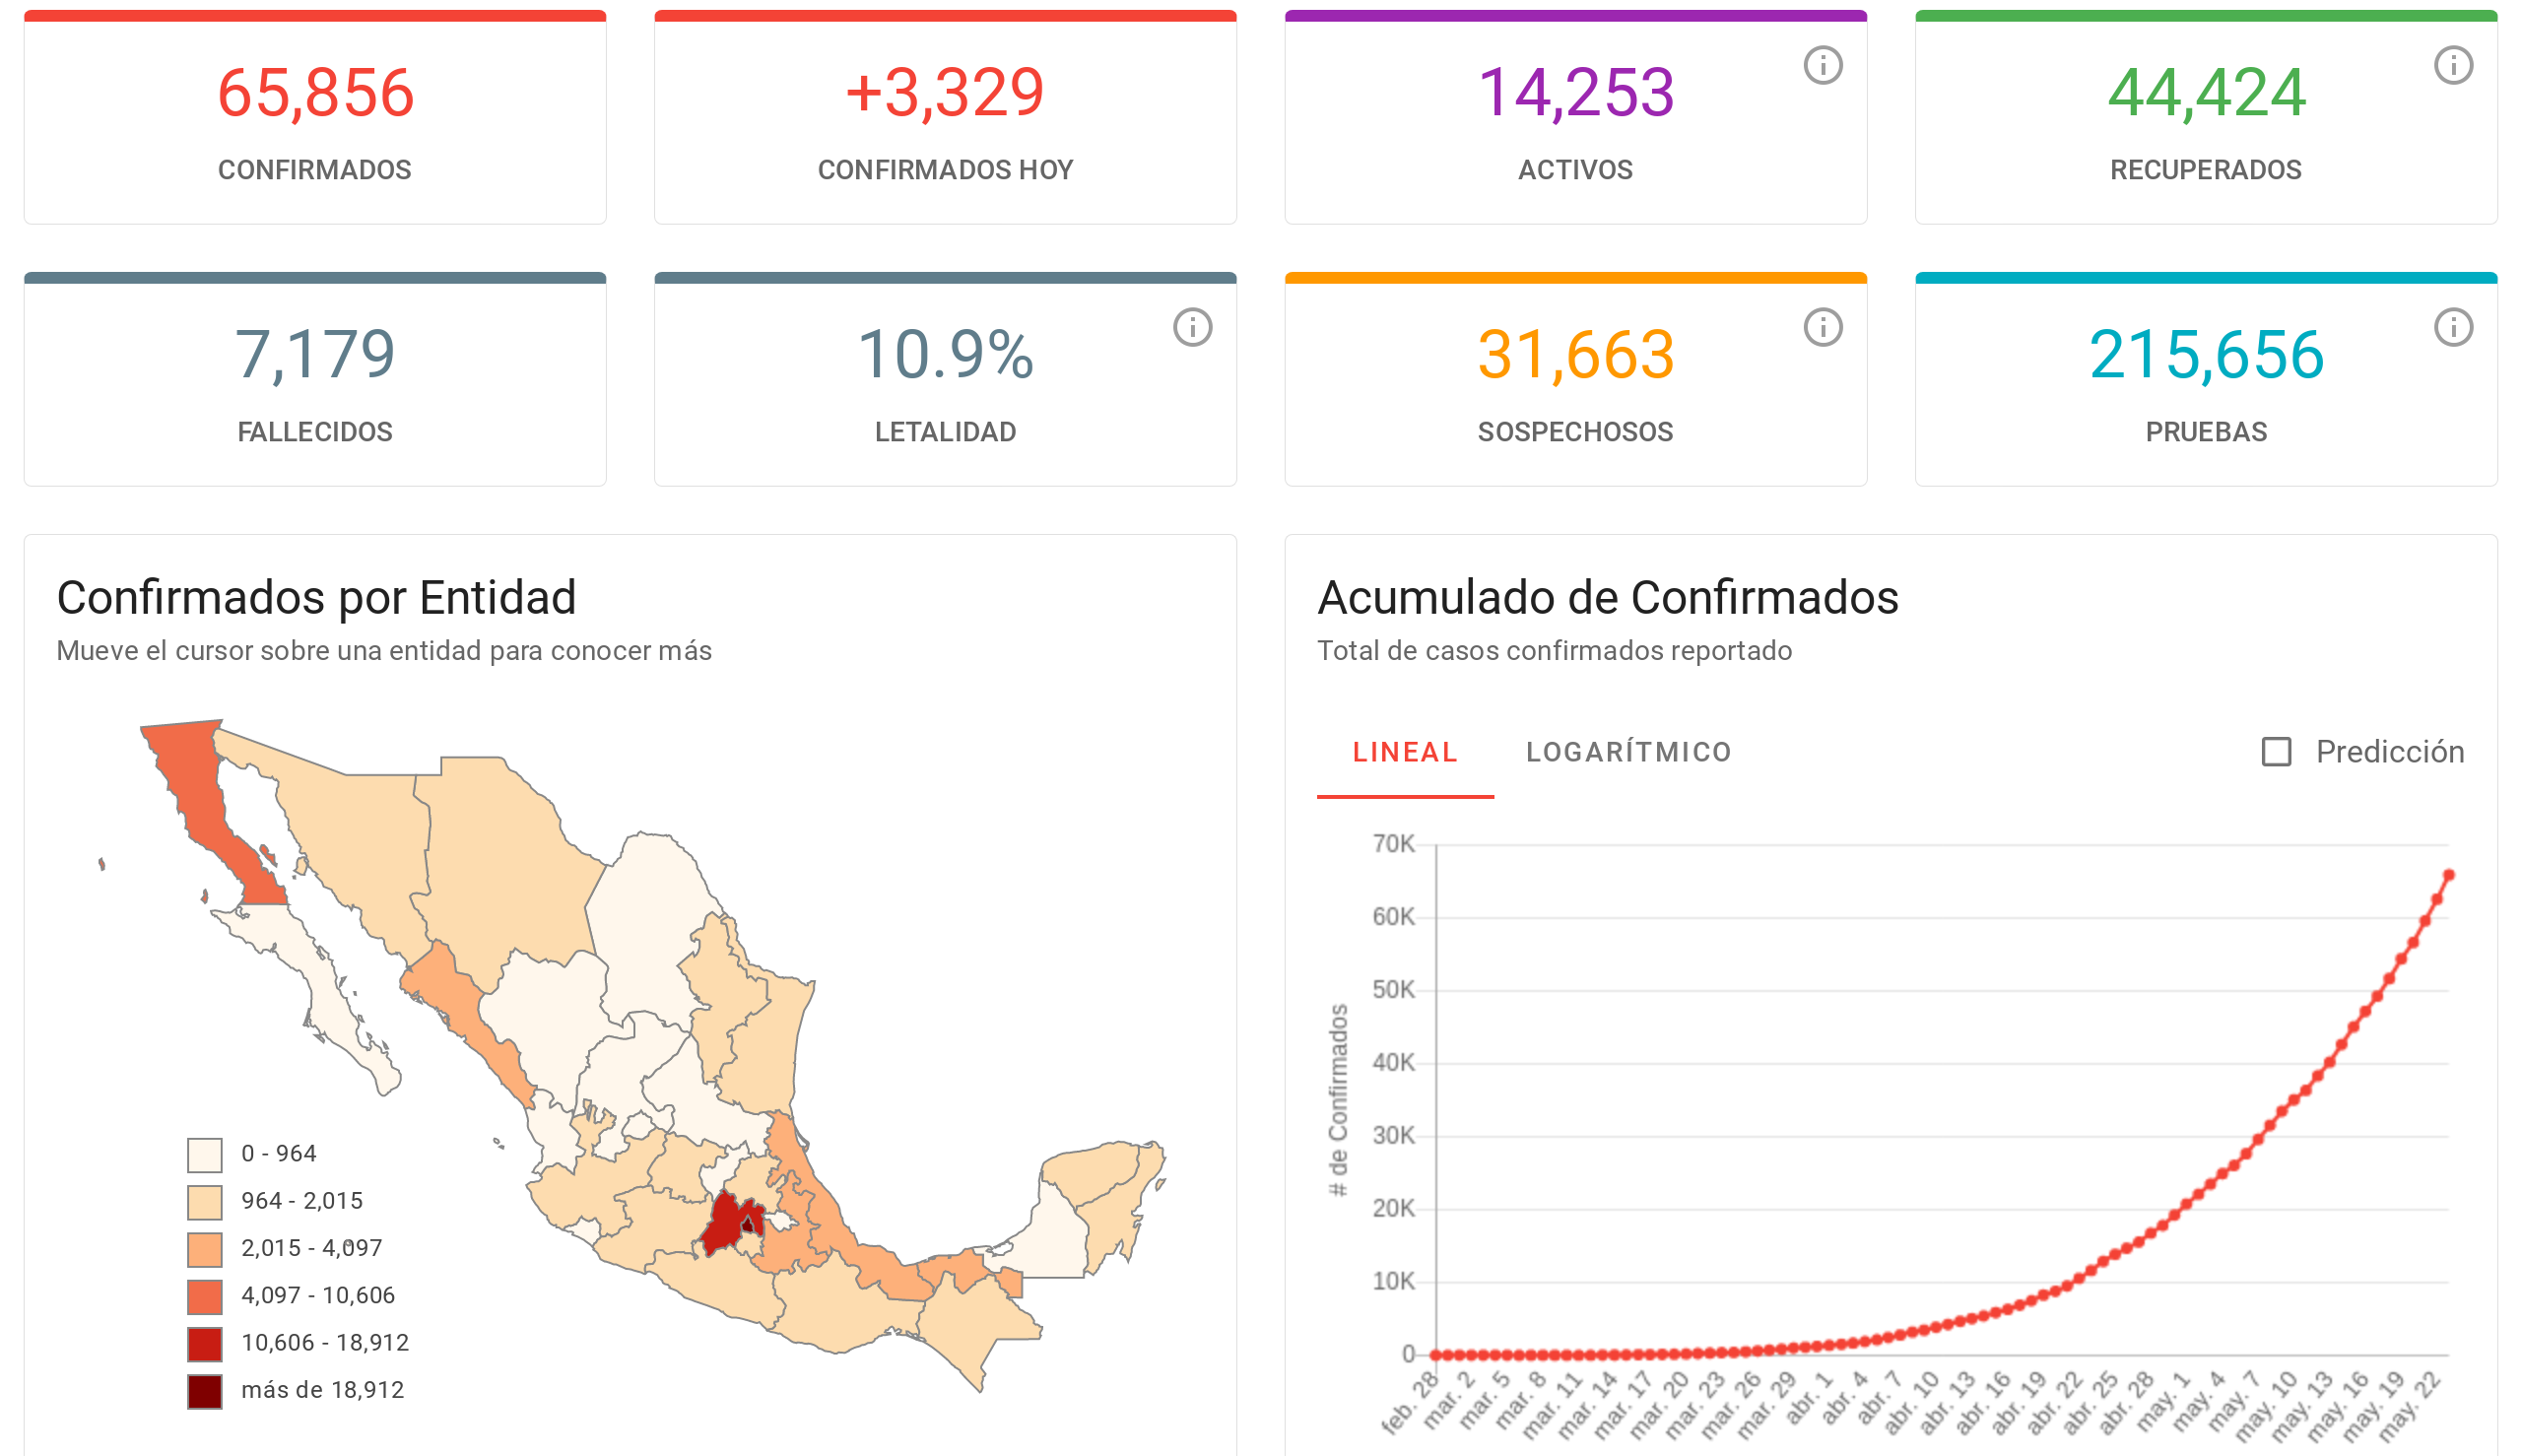 65,856
CONFIRMADOS
+3,329
CONFIRMADOS HOY
14,253
ACTIVOS
44,424
RECUPERADOS
7,179
FALLECIDOS
10.9%
LETALIDAD
31,663
SOSPECHOSOS
215,656
PRUEBAS
Confirmados por Entidad
Mueve el cursor sobre una entidad para conocer más
0 - 964
964 - 2,015
2,015 - 4,097
4,097 - 10,606
10,606 - 18,912
más de 18,912
Acumulado de Confirmados
Total de casos confirmados reportado
LINEAL
LOGARÍTMICO
Predicción
# de Confirmados
70K
60K
50K
40K
30K
20K
10K
0
feb. 28
mar. 2
mar. 5
mar. 8
mar. 11
mar. 14
mar. 17
mar. 20
mar. 23
mar. 26
mar. 29
abr. 1
abr. 4
abr. 7
abr. 10
abr. 13
abr. 16
abr. 19
abr. 22
abr. 25
abr. 28
may. 1
may. 4
may. 7
may. 10
may. 13
may. 16
may. 19
may. 22